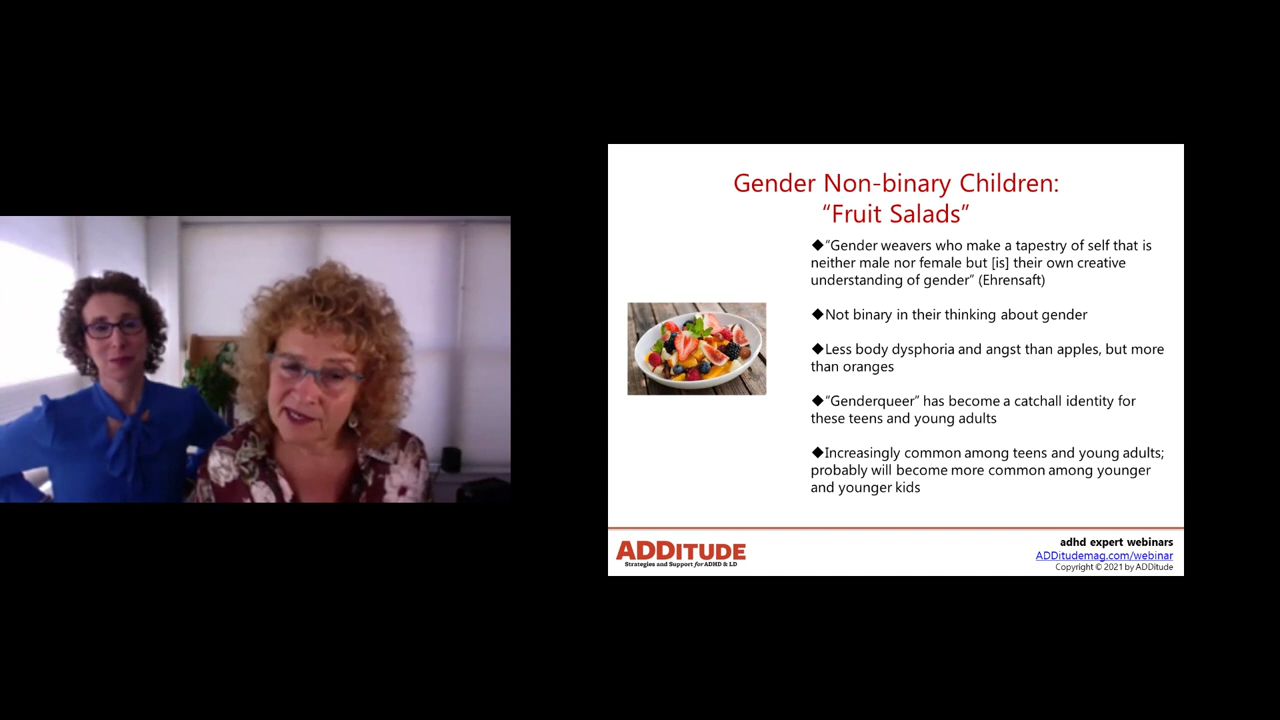 Gender Non-binary Children:
“Fruit Salads”
◆“Gender weavers who make a tapestry of self that is
neither male nor female but [is] their own creative
understanding of gender” (Ehrensaft)
◆Not binary in their thinking about gender
◆Less body dysphoria and angst than apples, but more
than oranges
◆“Genderqueer” has become a catchall identity for
these teens and young adults
◆Increasingly common among teens and young adults;
probably will become more common among younger
and younger kids
ADDITUDE
Strategies and Support for ADHD & LD
adhd expert webinars
ADDitudemag.com/webinar
Copyright © 2021 by ADDitude